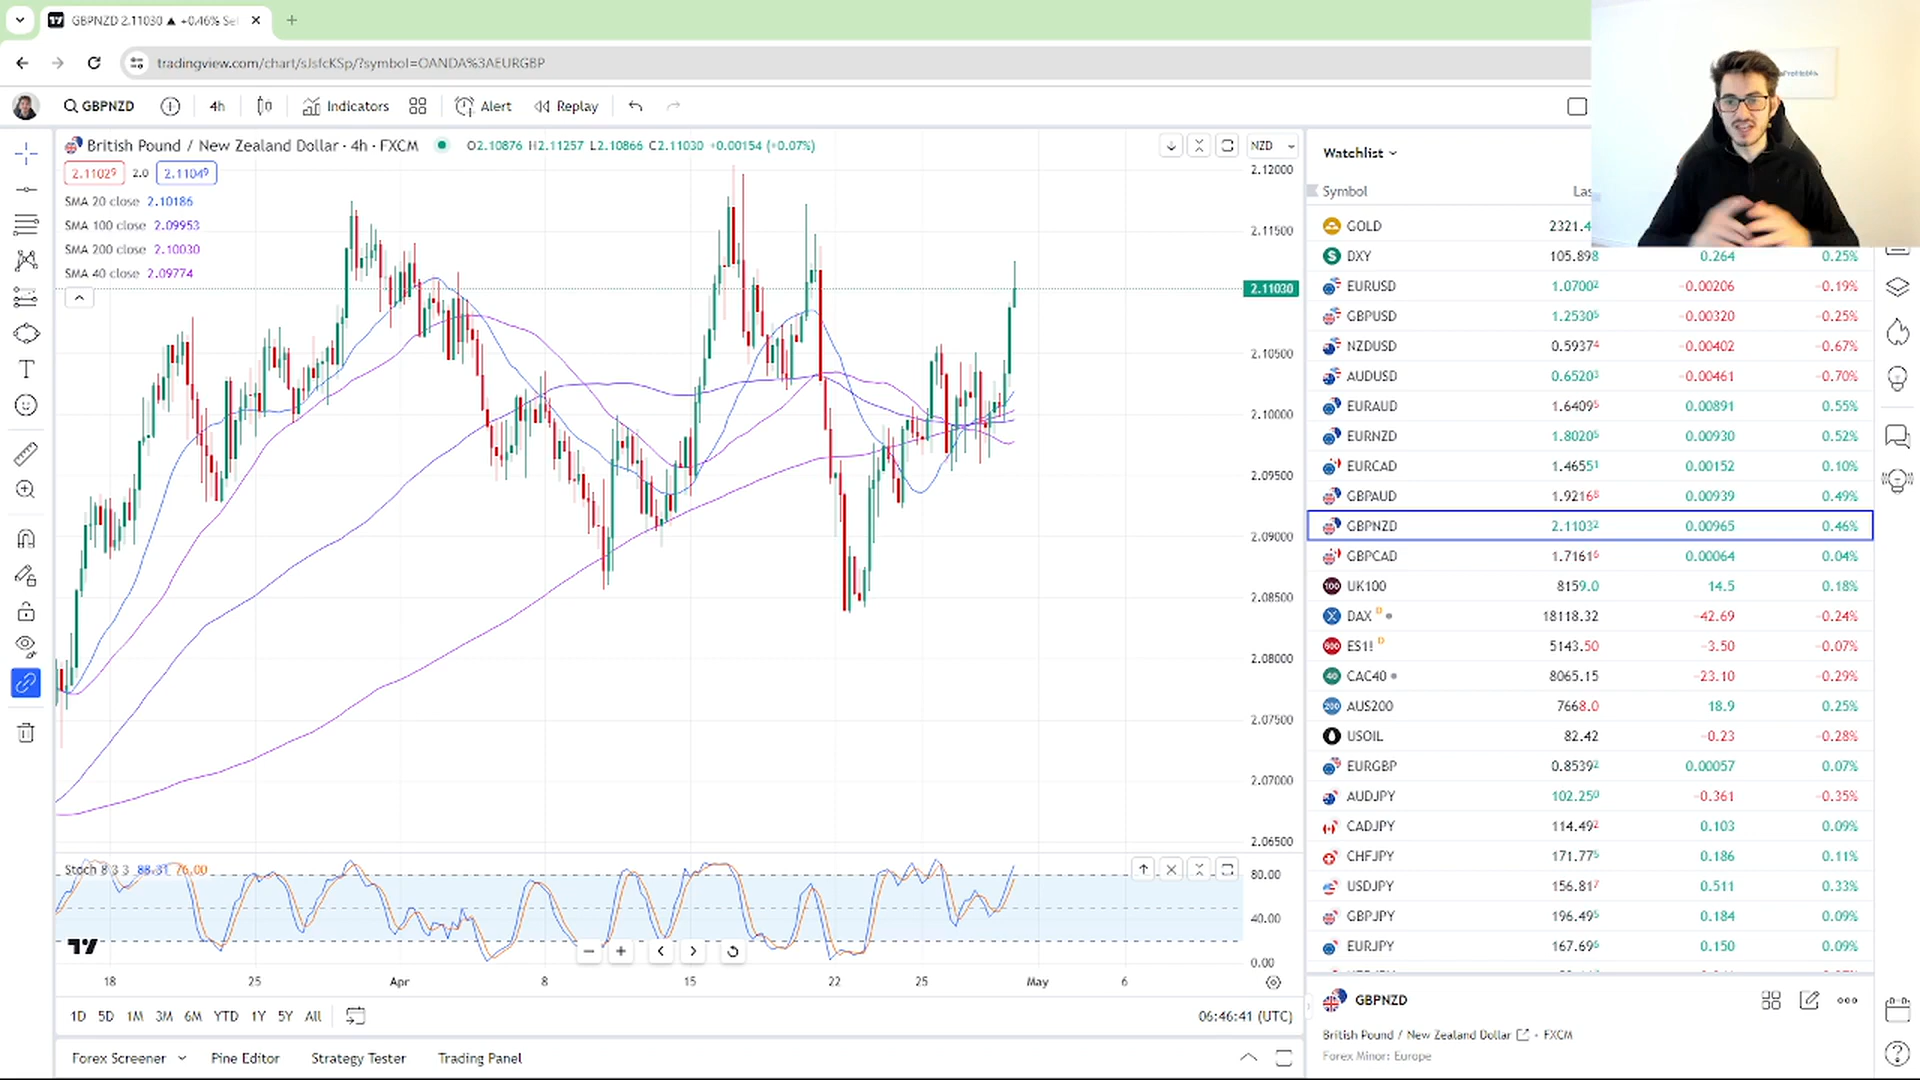 GBPNZD 2.11030 ▲ +0.46% Se
tradingview.com/chart/sJsfcKSp/?symbol=OANDA%3AEURGBP
GBPNZD 4h Indicators Alert Replay
British Pound / New Zealand Dollar · 4h · FXCM O2.10876 H2.11257 L2.10866 C2.11030 +0.00154 (+0.07%)
2.11029 2.0 2.11049
SMA 20 close 2.10186
SMA 100 close 2.09953
SMA 200 close 2.10030
SMA 40 close 2.09774
NZD
2.12000
2.11500
2.11030
2.10500
2.10000
2.09500
2.09000
2.08500
2.08000
2.07500
2.07000
2.06500
Stoch 8 3 3 88.31 76.00
80.00
40.00
0.00
18 25 Apr 8 15 22 25 May 6
1D 5D 1M 3M 6M YTD 1Y 5Y All
06:46:41 (UTC)
Forex Screener Pine Editor Strategy Tester Trading Panel
Watchlist
Symbol Las
GOLD 2321.4
DXY 105.898 0.264 0.25%
EURUSD 1.07002 −0.00206 −0.19%
GBPUSD 1.25305 −0.00320 −0.25%
NZDUSD 0.59374 −0.00402 −0.67%
AUDUSD 0.65203 −0.00461 −0.70%
EURAUD 1.64095 0.00891 0.55%
EURNZD 1.80205 0.00930 0.52%
EURCAD 1.46551 0.00152 0.10%
GBPAUD 1.92168 0.00939 0.49%
GBPNZD 2.11032 0.00965 0.46%
GBPCAD 1.71616 0.00064 0.04%
UK100 8159.0 14.5 0.18%
DAX D 18118.32 −42.69 −0.24%
ES1! D 5143.50 −3.50 −0.07%
CAC40 8065.15 −23.10 −0.29%
AUS200 7668.0 18.9 0.25%
USOIL 82.42 −0.23 −0.28%
EURGBP 0.85392 0.00057 0.07%
AUDJPY 102.250 −0.361 −0.35%
CADJPY 114.492 0.103 0.09%
CHFJPY 171.775 0.186 0.11%
USDJPY 156.817 0.511 0.33%
GBPJPY 196.495 0.184 0.09%
EURJPY 167.696 0.150 0.09%
GBPNZD
British Pound / New Zealand Dollar · FXCM
Forex Minor: Europe